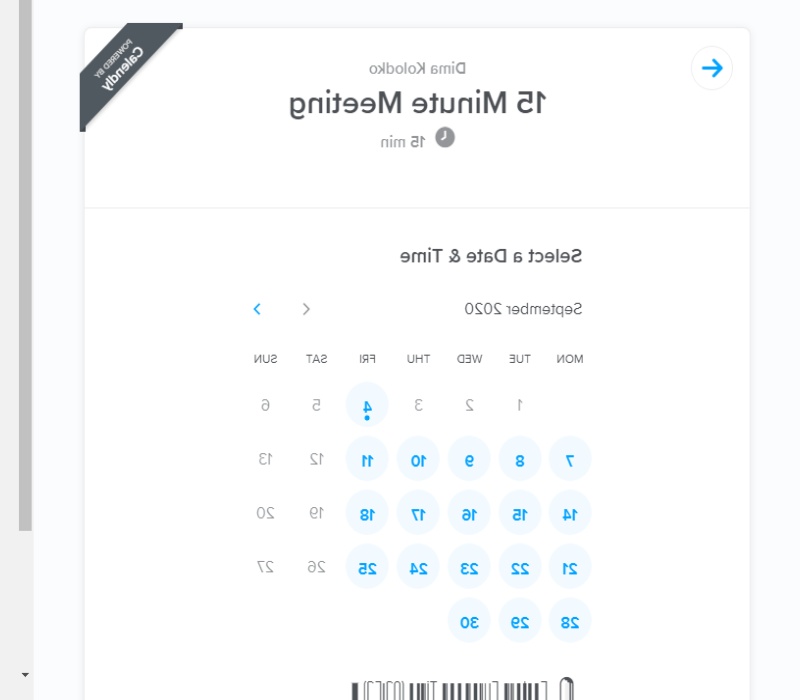 POWERED BY
Calendly
Dima Kolodko
15 Minute Meeting
15 min
Select a Date & Time
September 2020
MON TUE WED THU FRI SAT SUN
1 2 3 4 5 6
7 8 9 10 11 12 13
14 15 16 17 18 19 20
21 22 23 24 25 26 27
28 29 30